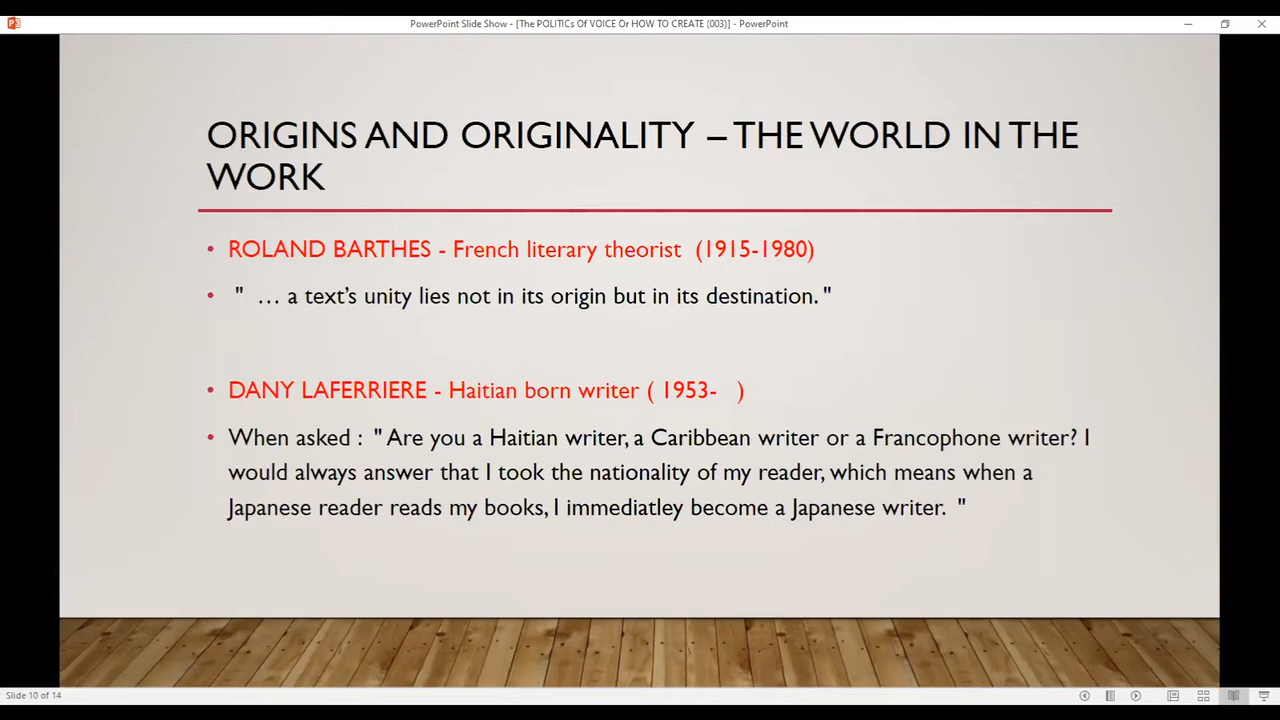 PowerPoint Slide Show - [The POLITICs Of VOICE Or HOW TO CREATE (003)] - PowerPoint
ORIGINS AND ORIGINALITY – THE WORLD IN THE
WORK
• ROLAND BARTHES - French literary theorist (1915-1980)
• " … a text’s unity lies not in its origin but in its destination. "
• DANY LAFERRIERE - Haitian born writer ( 1953- )
• When asked : " Are you a Haitian writer, a Caribbean writer or a Francophone writer? I
would always answer that I took the nationality of my reader, which means when a
Japanese reader reads my books, I immediatley become a Japanese writer. "
Slide 10 of 14